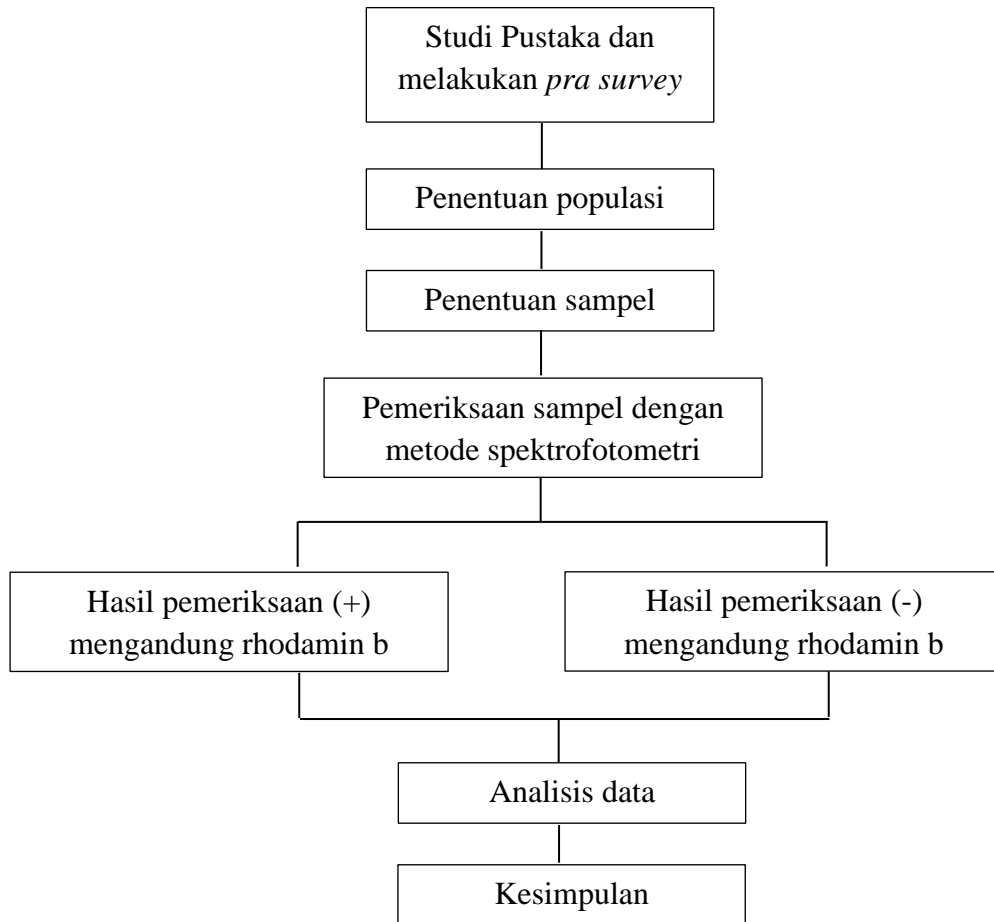 Studi Pustaka dan
melakukan pra survey
Penentuan populasi
Penentuan sampel
Pemeriksaan sampel dengan
metode spektrofotometri
Hasil pemeriksaan (+)
mengandung rhodamin b
Hasil pemeriksaan (-)
mengandung rhodamin b
Analisis data
Kesimpulan